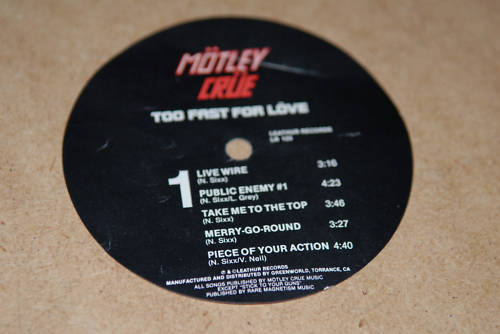 MÖTLEY
CRÜE
TOO FAST FOR LÖVE
LEATHUR RECORDS
LR 123
1
LIVE WIRE 3:16
(N. Sixx)
PUBLIC ENEMY #1 4:23
(N. Sixx/L. Grey)
TAKE ME TO THE TOP 3:46
(N. Sixx)
MERRY-GO-ROUND 3:27
(N. Sixx)
PIECE OF YOUR ACTION 4:40
(N. Sixx/V. Neil)
℗ & © LEATHUR RECORDS
MANUFACTURED AND DISTRIBUTED BY GREENWORLD, TORRANCE, CA
ALL SONGS PUBLISHED BY MOTLEY CRUE MUSIC
EXCEPT "STICK TO YOUR GUNS"
PUBLISHED BY RARE MAGNETISM MUSIC